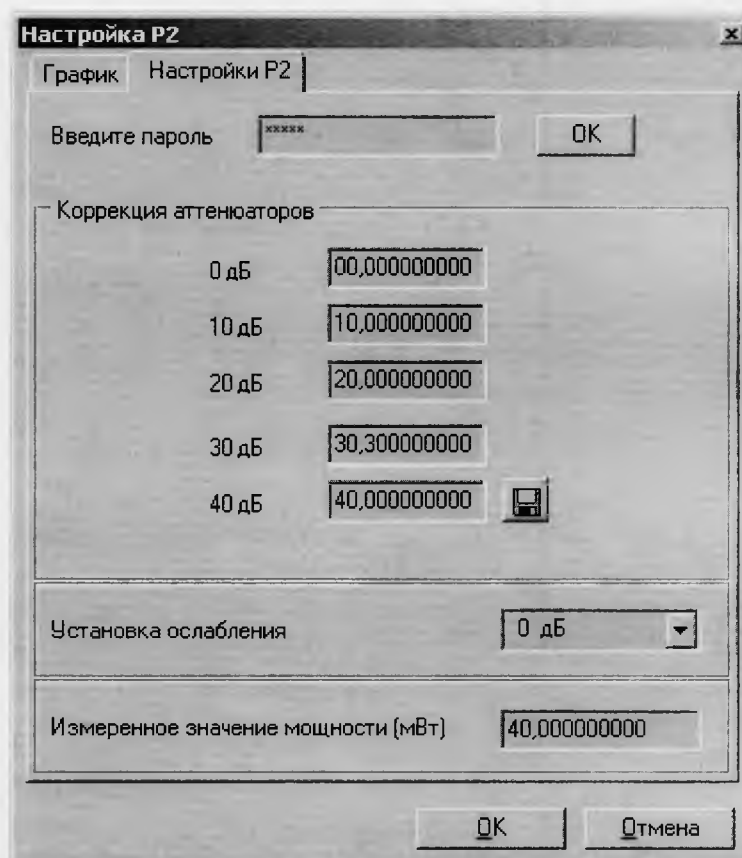 Настройка Р2
График Настройки Р2
Введите пароль ***** OK
Коррекция аттенюаторов
0 дБ 00,000000000
10 дБ 10,000000000
20 дБ 20,000000000
30 дБ 30,300000000
40 дБ 40,000000000
Установка ослабления 0 дБ
Измеренное значение мощности (мВт) 40,000000000
OK Отмена